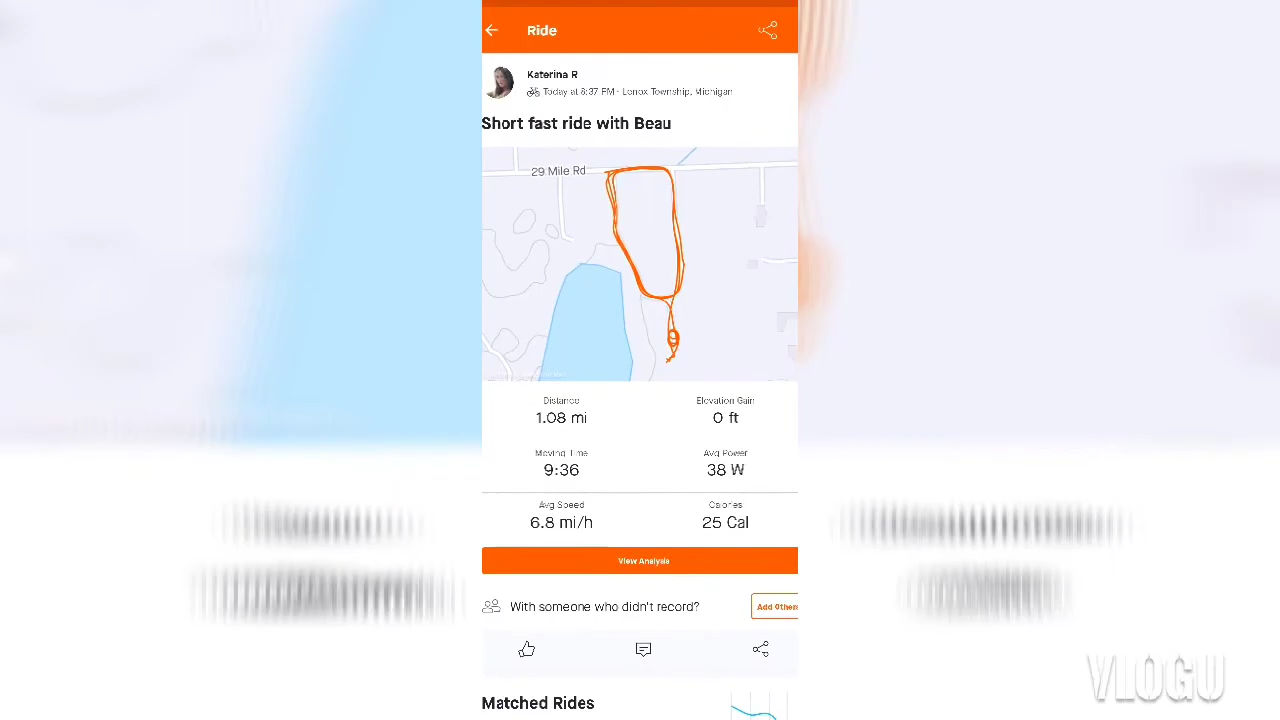 Ride
Katerina R
Today at 8:37 PM · Lenox Township, Michigan
Short fast ride with Beau
29 Mile Rd
Distance
1.08 mi
Elevation Gain
0 ft
Moving Time
9:36
Avg Power
38 W
Avg Speed
6.8 mi/h
Calories
25 Cal
View Analysis
With someone who didn't record?
Add Others
Matched Rides
VLOGU